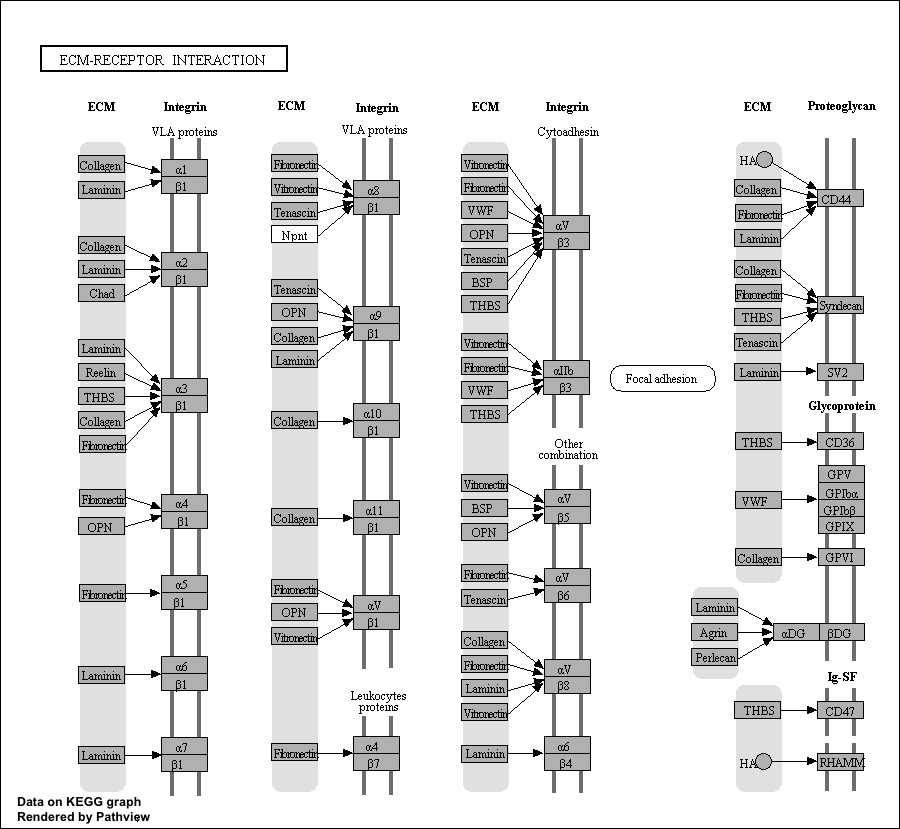 ECM-RECEPTOR INTERACTION
ECM
Integrin
VLA proteins
Collagen
Laminin
α1
β1
Collagen
Laminin
Chad
α2
β1
Laminin
Reelin
THBS
Collagen
Fibronectin
α3
β1
Fibronectin
OPN
α4
β1
Fibronectin
α5
β1
Laminin
α6
β1
Laminin
α7
β1
ECM
Integrin
VLA proteins
Fibronectin
Vitronectin
Tenascin
Npnt
α8
β1
Tenascin
OPN
Collagen
Laminin
α9
β1
Collagen
α10
β1
Collagen
α11
β1
Fibronectin
OPN
Vitronectin
αV
β1
Leukocytes
proteins
Fibronectin
α4
β7
ECM
Integrin
Cytoadhesin
Vitronectin
Fibronectin
VWF
OPN
Tenascin
BSP
THBS
αV
β3
Vitronectin
Fibronectin
VWF
THBS
αIIb
β3
Other
combination
Vitronectin
BSP
OPN
αV
β5
Fibronectin
Tenascin
αV
β6
Collagen
Fibronectin
Laminin
Vitronectin
αV
β8
Laminin
α6
β4
Focal adhesion
ECM
Proteoglycan
HA
Collagen
Fibronectin
Laminin
CD44
Collagen
Fibronectin
THBS
Tenascin
Syndecan
Laminin
SV2
Glycoprotein
THBS
CD36
VWF
GPV
GPIbα
GPIbβ
GPIX
Collagen
GPVI
Laminin
Agrin
Perlecan
αDG
βDG
Ig-SF
THBS
CD47
HA
RHAMM
Data on KEGG graph
Rendered by Pathview